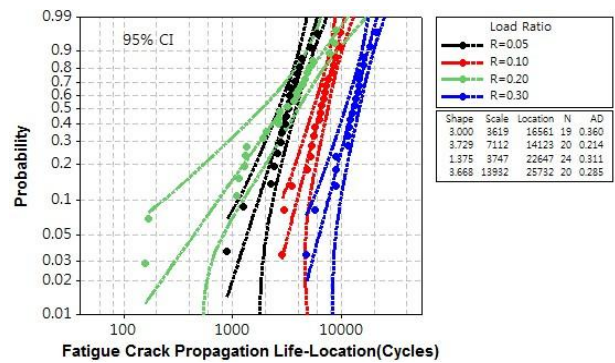 0.99
0.9
0.8
0.7
0.6
0.5
0.4
0.3
0.2
0.1
0.05
0.03
0.02
0.01
Probability
95% CI
100 1000 10000
Fatigue Crack Propagation Life-Location(Cycles)
Load Ratio
R=0.05
R=0.10
R=0.20
R=0.30
Shape Scale Location N AD
3.000 3619 16561 19 0.360
3.729 7112 14123 20 0.214
1.375 3747 22647 24 0.311
3.668 13932 25732 20 0.285